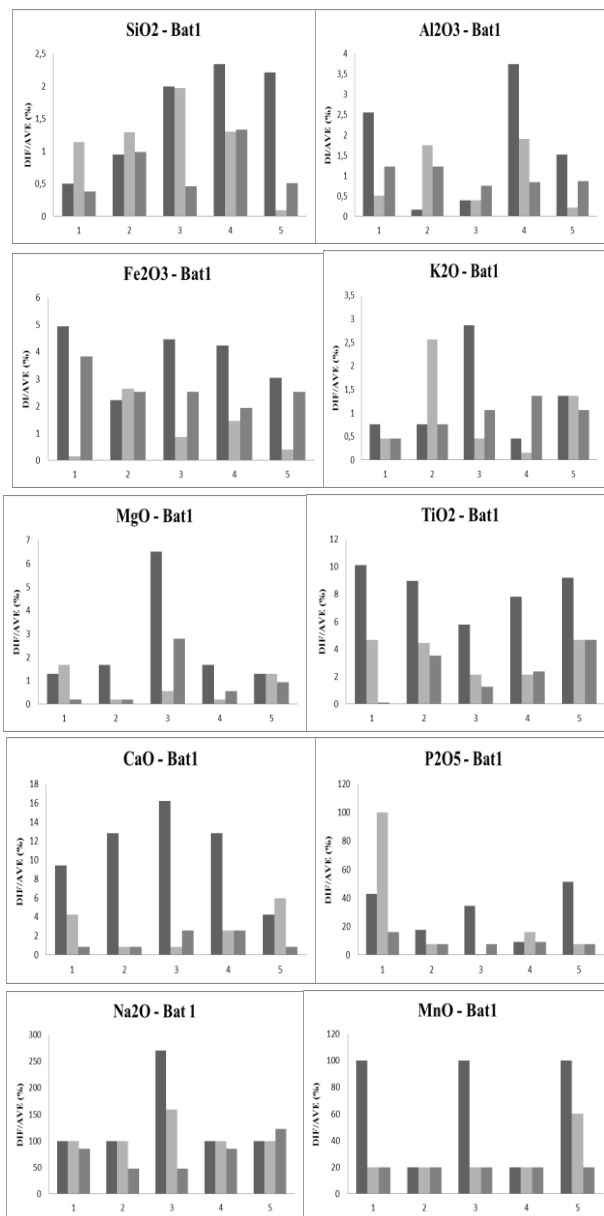 SiO2 - Bat1
DIF/AVE (%)
2,5
2
1,5
1
0,5
0
1 2 3 4 5
Al2O3 - Bat1
DI/AVE (%)
4
3,5
3
2,5
2
1,5
1
0,5
0
1 2 3 4 5
Fe2O3 - Bat1
DI/AVE (%)
6
5
4
3
2
1
0
1 2 3 4 5
K2O - Bat1
DIF/AVE (%)
3,5
3
2,5
2
1,5
1
0,5
0
1 2 3 4 5
MgO - Bat1
DIF/AVE (%)
7
6
5
4
3
2
1
0
1 2 3 4 5
TiO2 - Bat1
DIF/AVE (%)
12
10
8
6
4
2
0
1 2 3 4 5
CaO - Bat1
DIF/AVE (%)
18
16
14
12
10
8
6
4
2
0
1 2 3 4 5
P2O5 - Bat1
DIF/AVE (%)
120
100
80
60
40
20
0
1 2 3 4 5
Na2O - Bat 1
DIF/AVE (%)
300
250
200
150
100
50
0
1 2 3 4 5
MnO - Bat1
DIF/AVE (%)
120
100
80
60
40
20
0
1 2 3 4 5